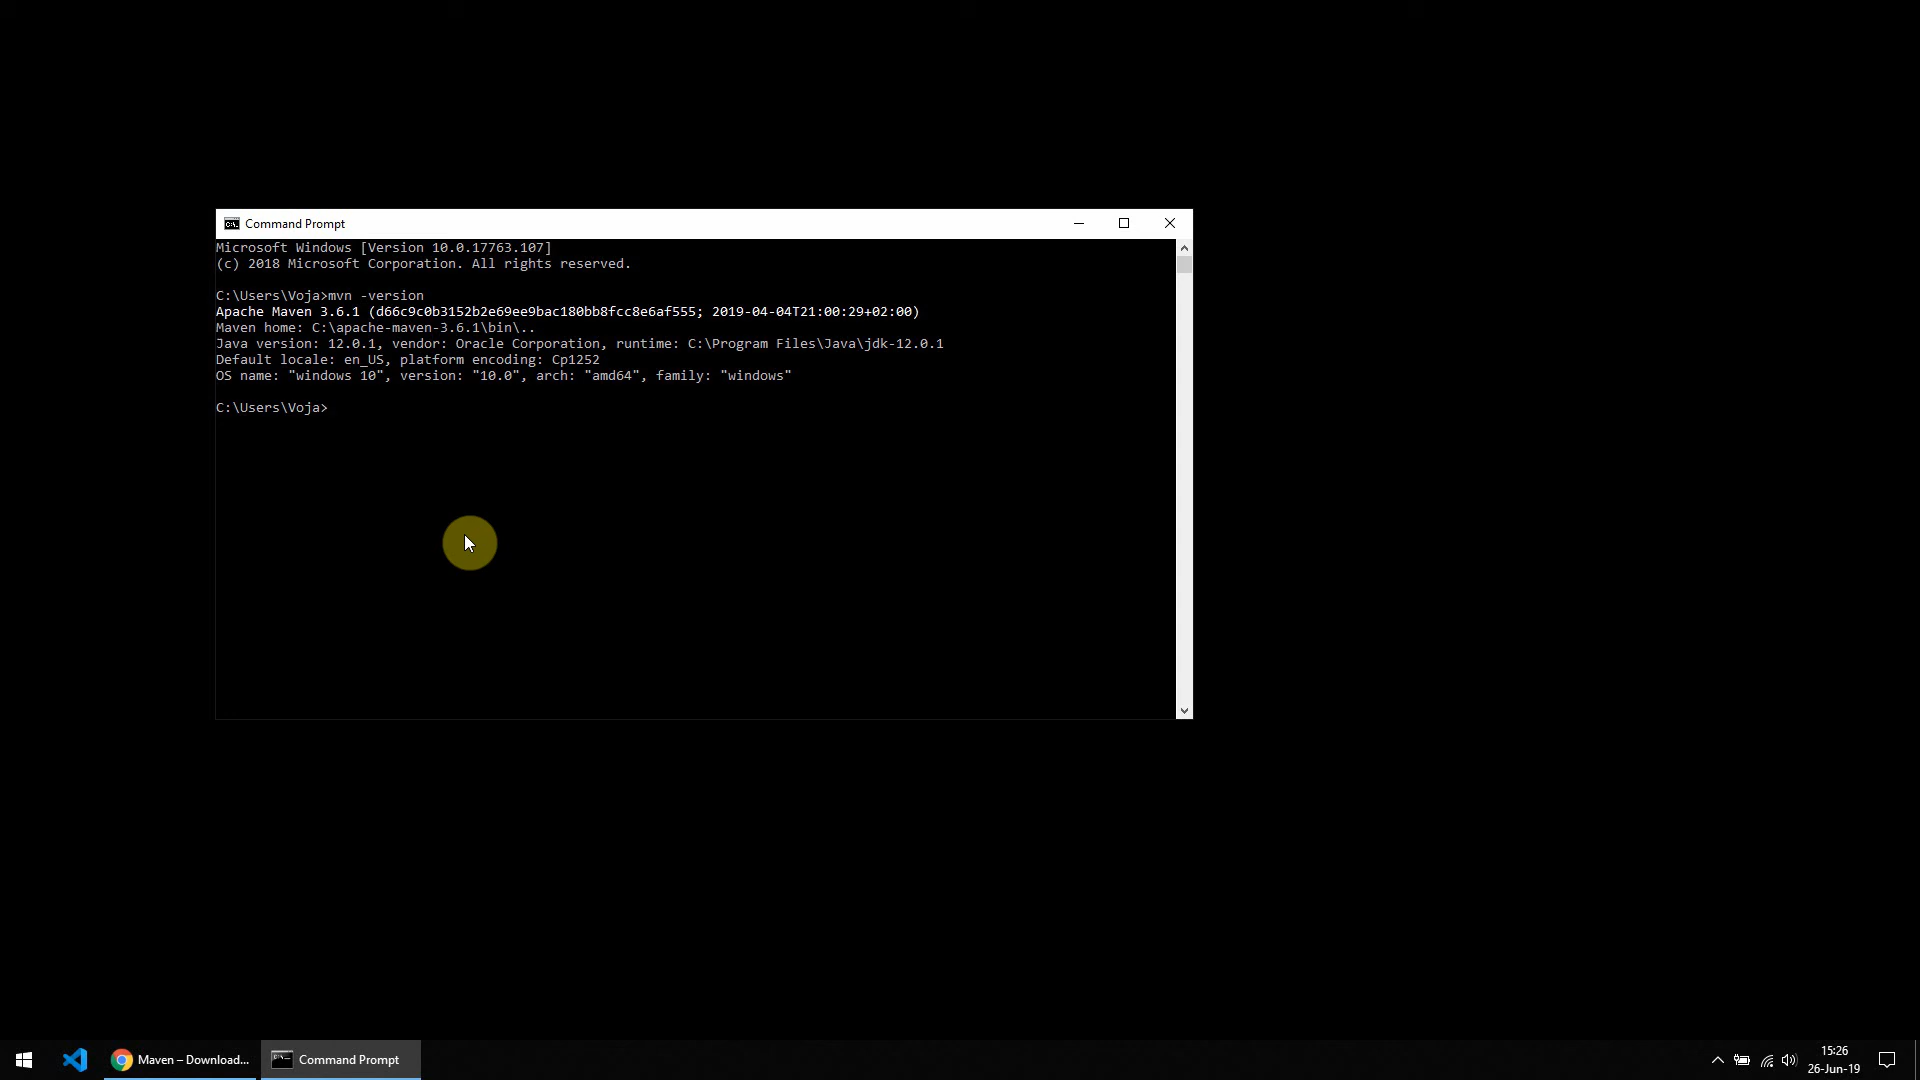 Command Prompt
Microsoft Windows [Version 10.0.17763.107]
(c) 2018 Microsoft Corporation. All rights reserved.
C:\Users\Voja>mvn -version
Apache Maven 3.6.1 (d66c9c0b3152b2e69ee9bac180bb8fcc8e6af555; 2019-04-04T21:00:29+02:00)
Maven home: C:\apache-maven-3.6.1\bin\..
Java version: 12.0.1, vendor: Oracle Corporation, runtime: C:\Program Files\Java\jdk-12.0.1
Default locale: en_US, platform encoding: Cp1252
OS name: "windows 10", version: "10.0", arch: "amd64", family: "windows"
C:\Users\Voja>
Maven – Download...
Command Prompt
15:26
26-Jun-19